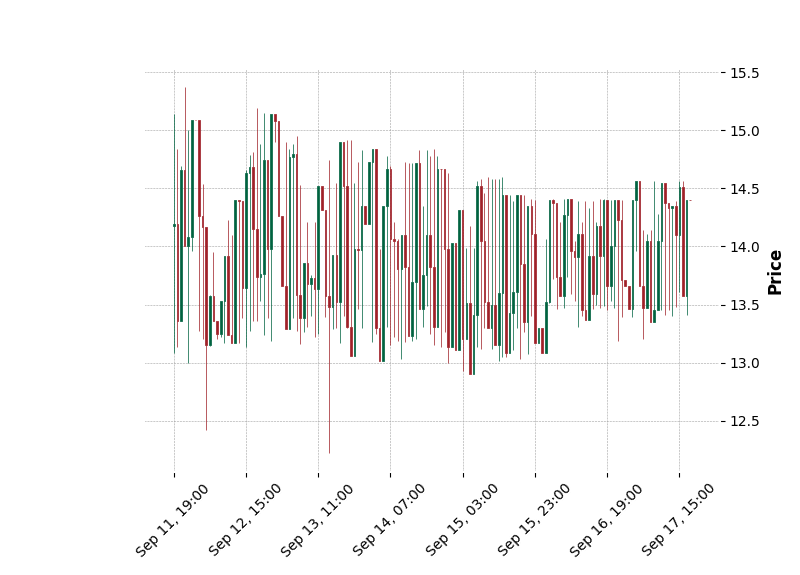 15.5
15.0
14.5
14.0
13.5
13.0
12.5
Price
Sep 11, 19:00
Sep 12, 15:00
Sep 13, 11:00
Sep 14, 07:00
Sep 15, 03:00
Sep 15, 23:00
Sep 16, 19:00
Sep 17, 15:00